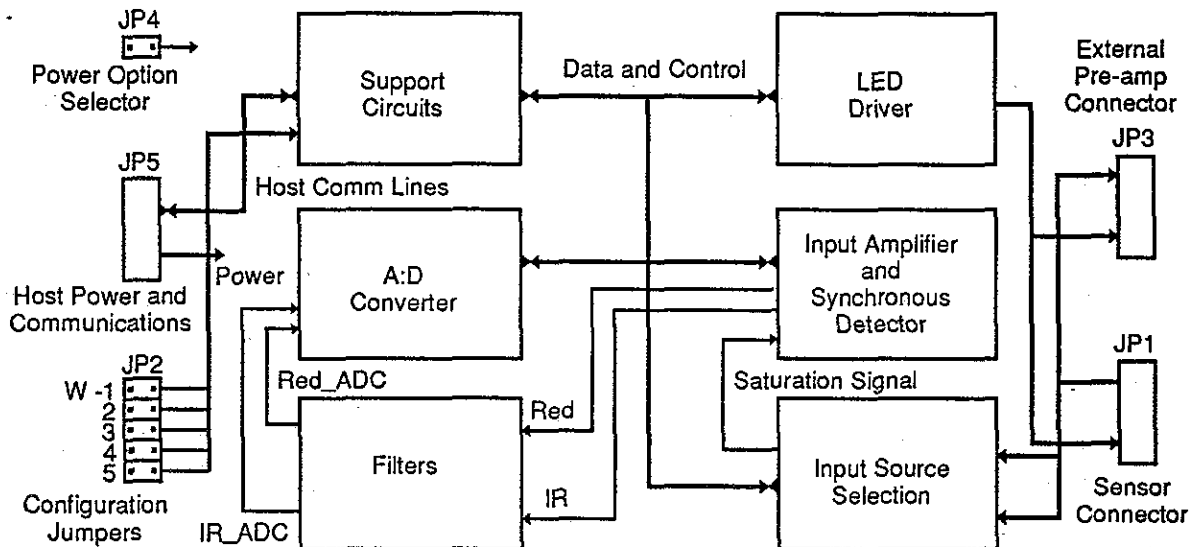 JP4
Power Option
Selector
Support
Circuits
Data and Control
LED
Driver
External
Pre-amp
Connector
JP3
JP5
Host Comm Lines
Power
Host Power and
Communications
A:D
Converter
Input Amplifier
and
Synchronous
Detector
JP2
W -1
2
3
4
5
Configuration
Jumpers
Red_ADC
IR_ADC
Filters
Red
IR
Saturation Signal
Input Source
Selection
JP1
Sensor
Connector